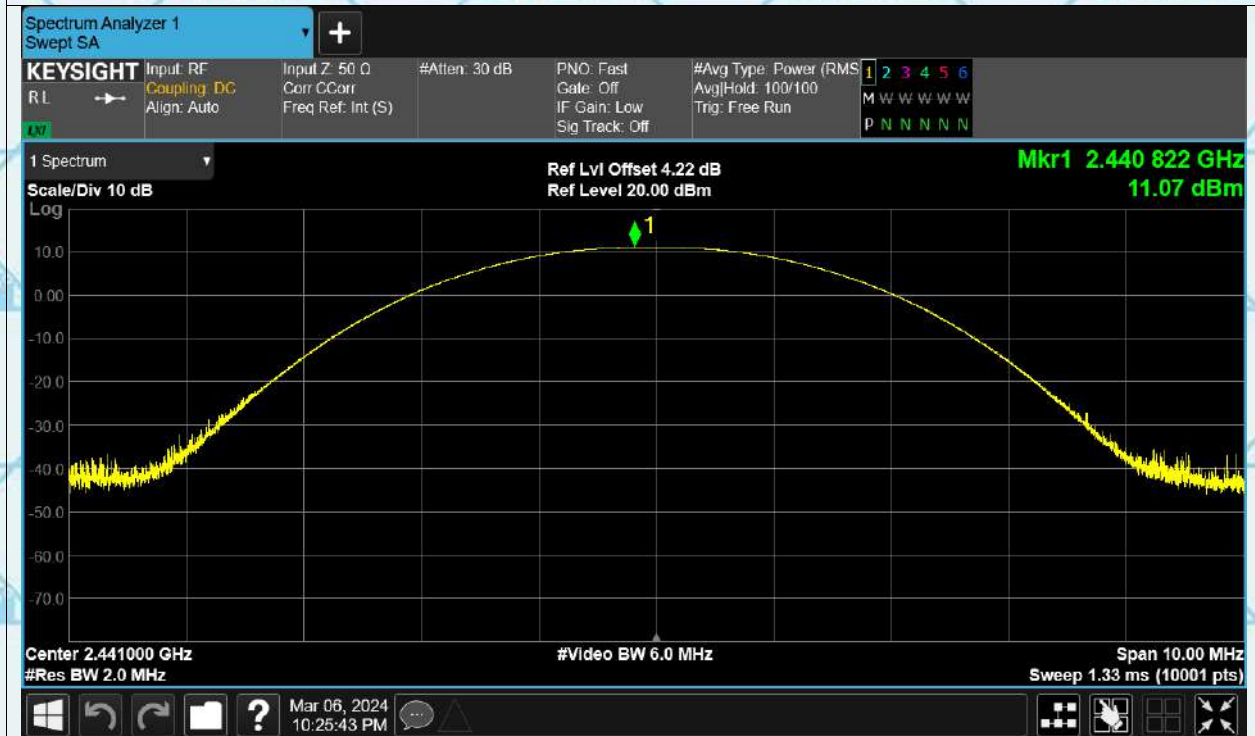 Spectrum Analyzer 1
Swept SA
+
KEYSIGHT
RL
LXI
Input: RF
Coupling: DC
Align: Auto
Input Z: 50 Ω
Corr CCorr
Freq Ref: Int (S)
#Atten: 30 dB
PNO: Fast
Gate: Off
IF Gain: Low
Sig Track: Off
#Avg Type: Power (RMS
Avg|Hold: 100/100
Trig: Free Run
1 2 3 4 5 6
M W W W W W
P N N N N N
1 Spectrum
Scale/Div 10 dB
Log
Ref Lvl Offset 4.22 dB
Ref Level 20.00 dBm
Mkr1 2.440 822 GHz
11.07 dBm
1
10.0
0.00
-10.0
-20.0
-30.0
-40.0
-50.0
-60.0
-70.0
Center 2.441000 GHz
#Res BW 2.0 MHz
#Video BW 6.0 MHz
Span 10.00 MHz
Sweep 1.33 ms (10001 pts)
?
Mar 06, 2024
10:25:43 PM